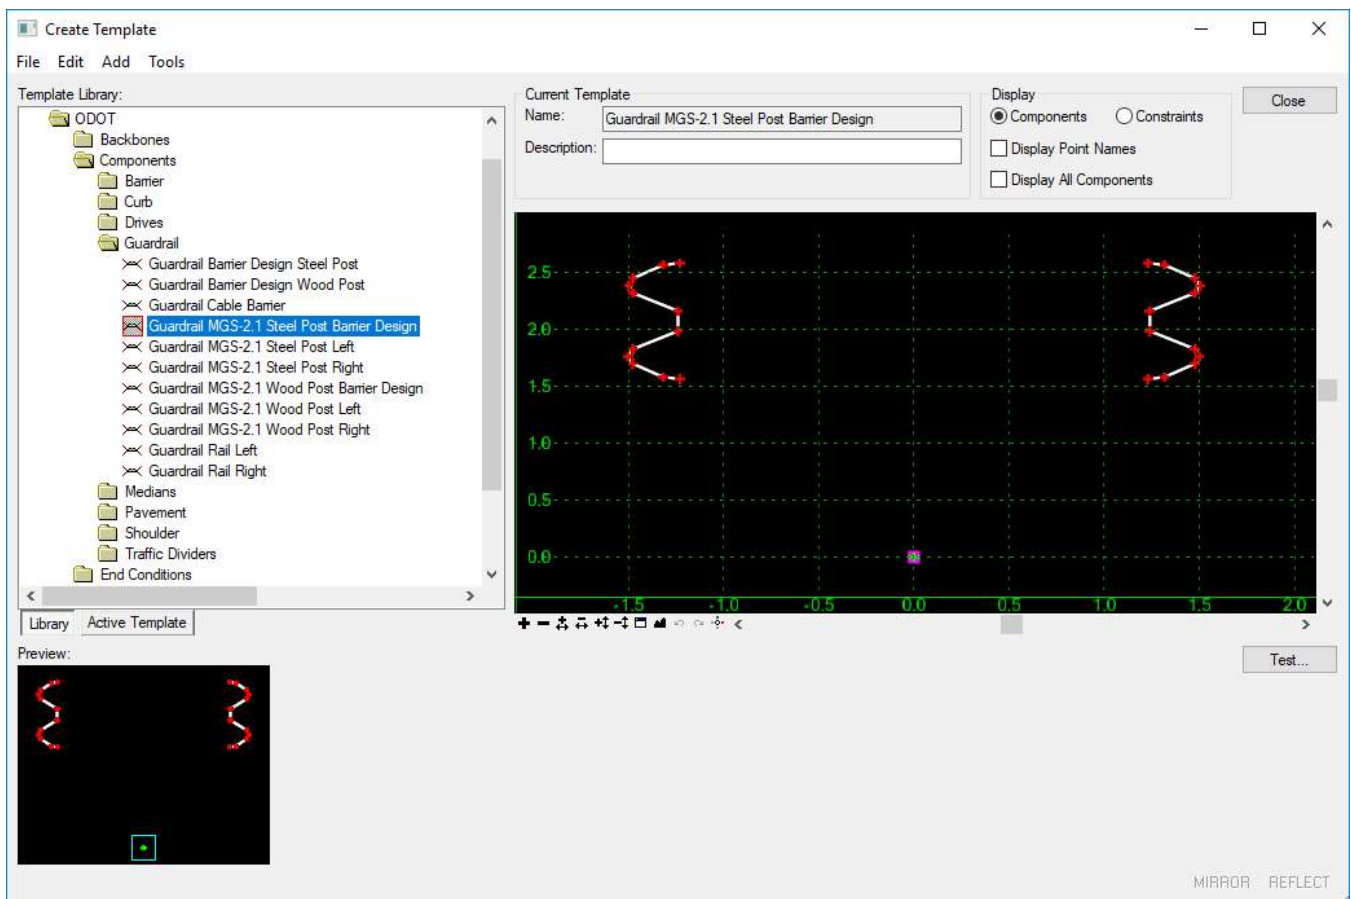 Create Template
File Edit Add Tools
Template Library:
ODOT
Backbones
Components
Barrier
Curb
Drives
Guardrail
Guardrail Barrier Design Steel Post
Guardrail Barrier Design Wood Post
Guardrail Cable Barrier
Guardrail MGS-2.1 Steel Post Barrier Design
Guardrail MGS-2.1 Steel Post Left
Guardrail MGS-2.1 Steel Post Right
Guardrail MGS-2.1 Wood Post Barrier Design
Guardrail MGS-2.1 Wood Post Left
Guardrail MGS-2.1 Wood Post Right
Guardrail Rail Left
Guardrail Rail Right
Medians
Pavement
Shoulder
Traffic Dividers
End Conditions
Library Active Template
Current Template
Name: Guardrail MGS-2.1 Steel Post Barrier Design
Description:
Display
Components Constraints
Display Point Names
Display All Components
Close
2.5
2.0
1.5
1.0
0.5
0.0
-1.5 -1.0 -0.5 0.0 0.5 1.0 1.5 2.0
Preview:
Test...
MIRROR REFLECT